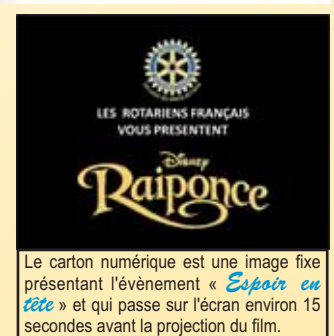 LES ROTARIENS FRANÇAIS
VOUS PRESENTENT
Disney
Raiponce
Le carton numérique est une image fixe
présentant l'évènement « Espoir en
tête » et qui passe sur l'écran environ 15
secondes avant la projection du film.